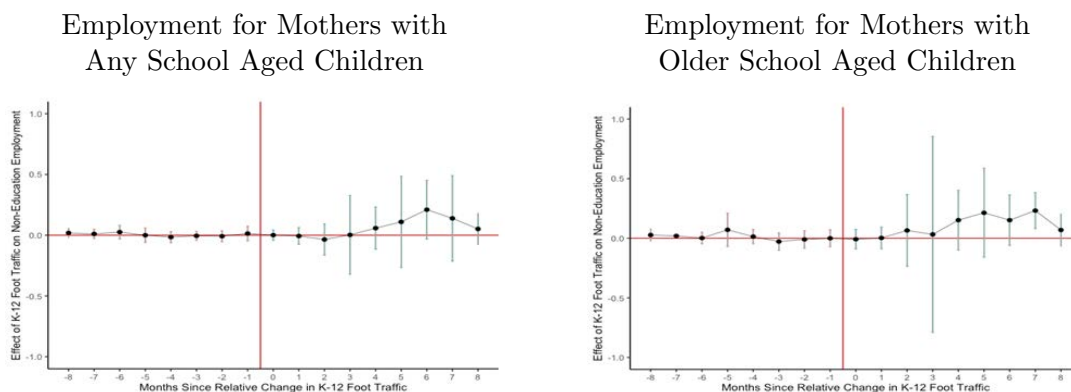 Employment for Mothers with
Any School Aged Children
Effect of K-12 Foot Traffic on Non-Education Employment
1.0
0.5
0.0
-0.5
-1.0
-8 -7 -6 -5 -4 -3 -2 -1 0 1 2 3 4 5 6 7 8
Months Since Relative Change in K-12 Foot Traffic
Employment for Mothers with
Older School Aged Children
Effect of K-12 Foot Traffic on Non-Education Employment
1.0
0.5
0.0
-0.5
-1.0
-8 -7 -6 -5 -4 -3 -2 -1 0 1 2 3 4 5 6 7 8
Months Since Relative Change in K-12 Foot Traffic